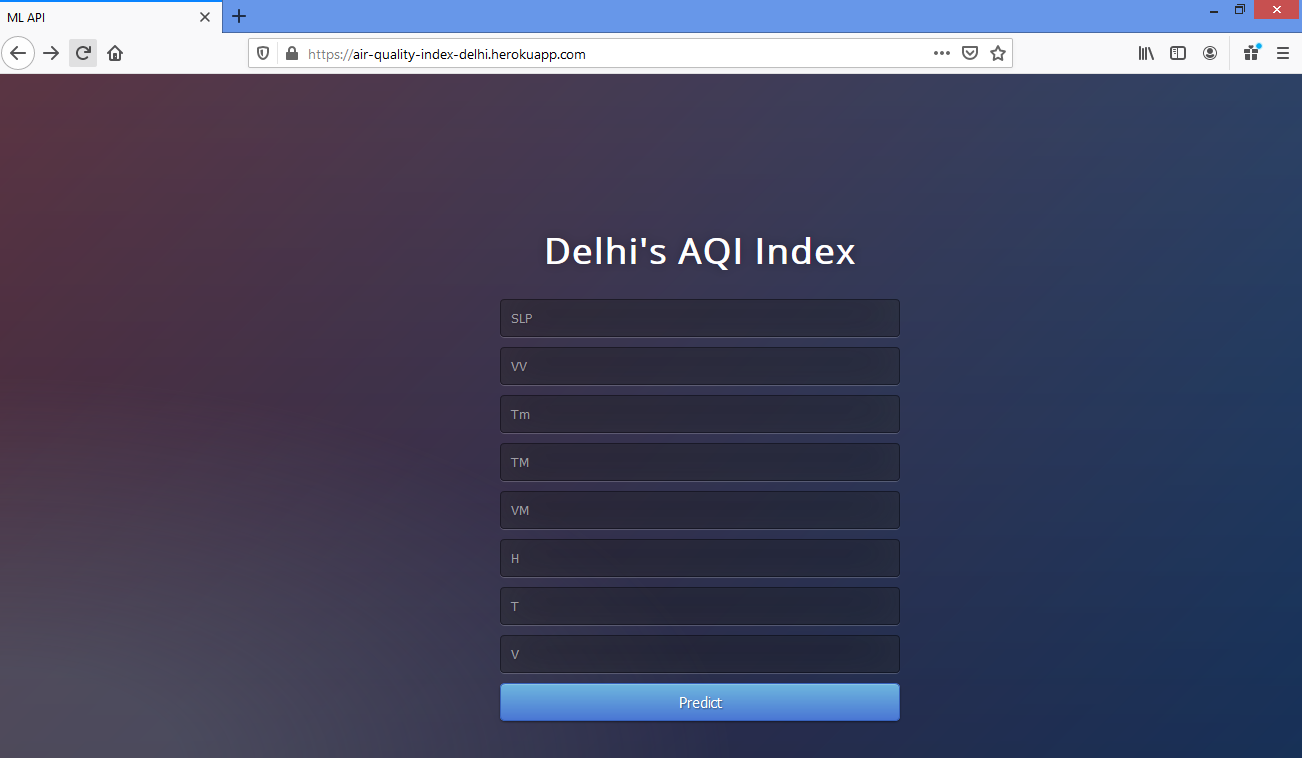 ML API
https://air-quality-index-delhi.herokuapp.com
Delhi's AQI Index
SLP
VV
Tm
TM
VM
H
T
V
Predict